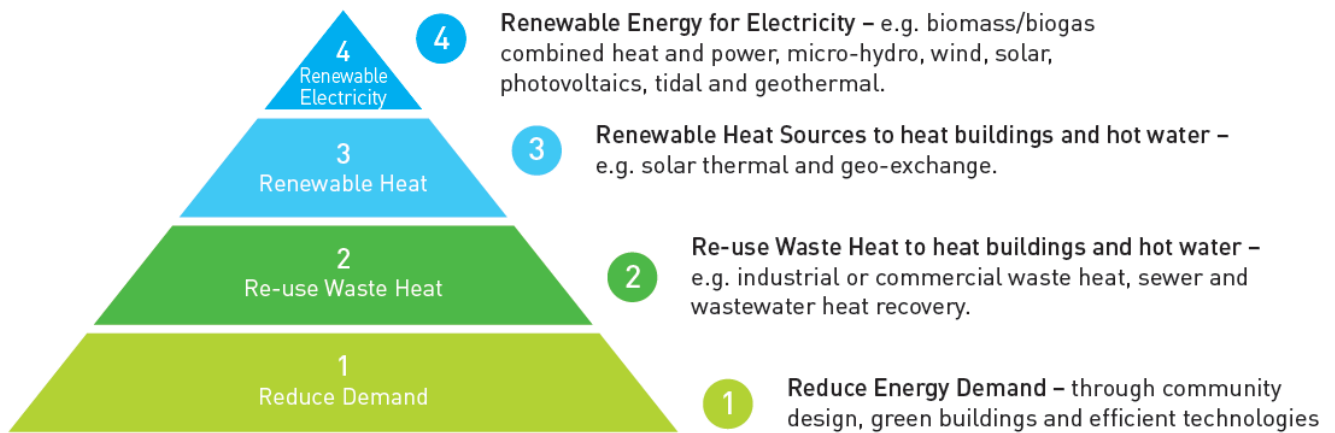 4
Renewable
Electricity
4
Renewable Energy for Electricity – e.g. biomass/biogas
combined heat and power, micro-hydro, wind, solar,
photovoltaics, tidal and geothermal.
3
Renewable Heat
3
Renewable Heat Sources to heat buildings and hot water –
e.g. solar thermal and geo-exchange.
2
Re-use Waste Heat
2
Re-use Waste Heat to heat buildings and hot water –
e.g. industrial or commercial waste heat, sewer and
wastewater heat recovery.
1
Reduce Demand
1
Reduce Energy Demand – through community
design, green buildings and efficient technologies